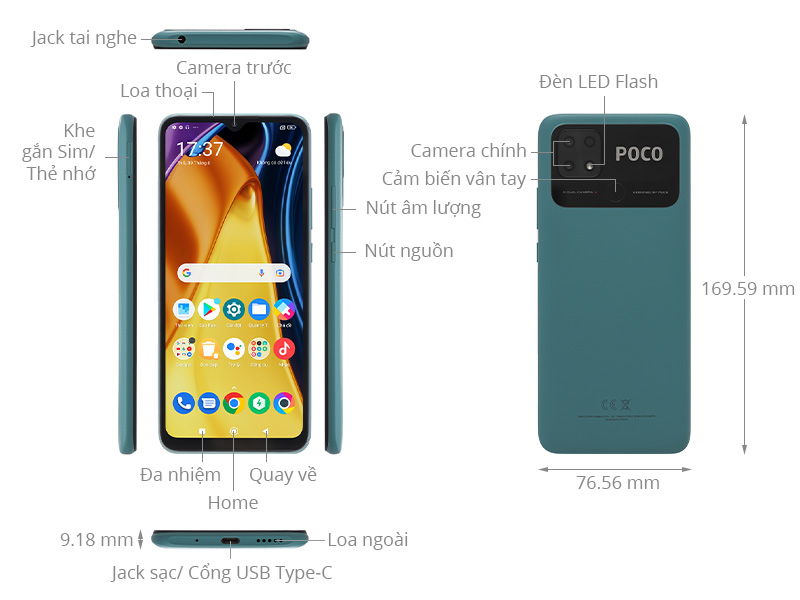 Jack tai nghe
Camera trước
Loa thoại
Khe
gắn Sim/
Thẻ nhớ
17:37
Nút âm lượng
Nút nguồn
Đa nhiệm
Quay về
Home
9.18 mm
Loa ngoài
Jack sạc/ Cổng USB Type-C
Đèn LED Flash
Camera chính
POCO
Cảm biến vân tay
169.59 mm
76.56 mm